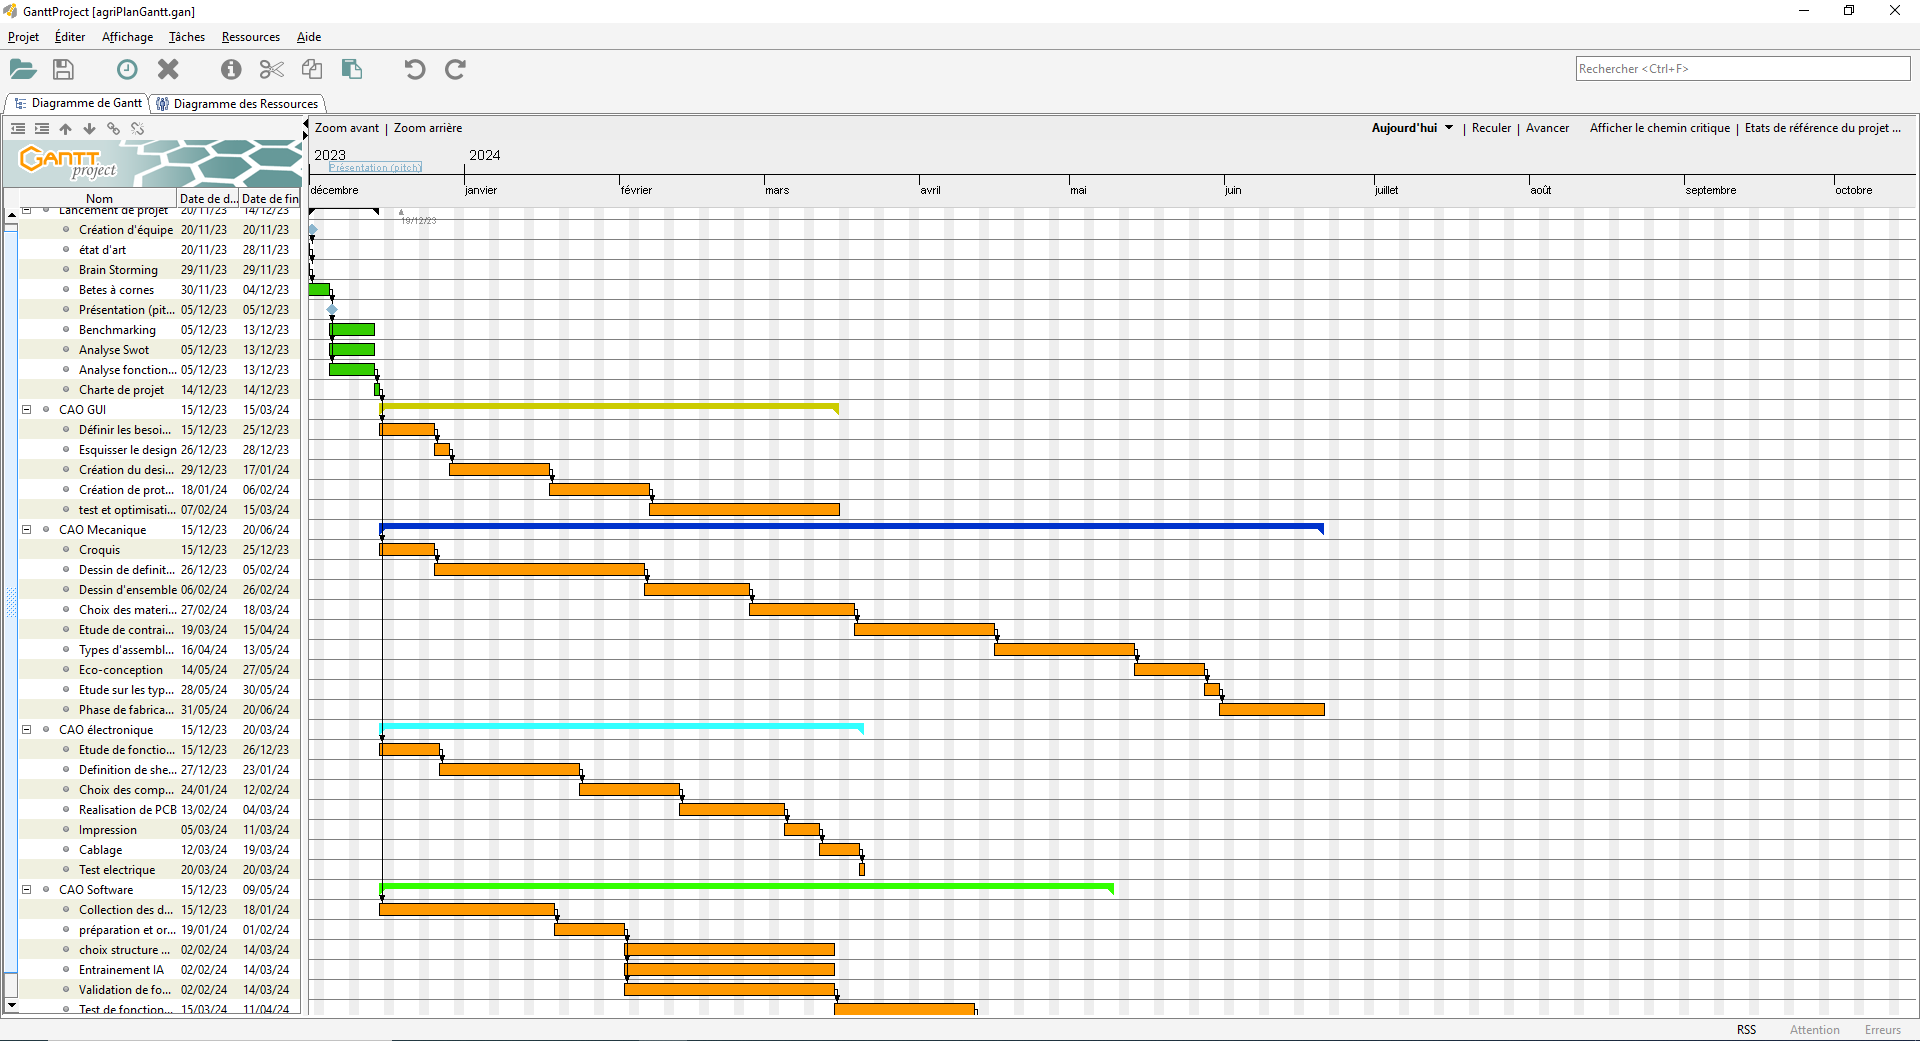 GanttProject [agriPlanGantt.gan]
Projet Éditer Affichage Tâches Ressources Aide
Rechercher <Ctrl+F>
Diagramme de Gantt Diagramme des Ressources
Zoom avant | Zoom arrière Aujourd'hui | Reculer | Avancer Afficher le chemin critique | Etats de référence du projet ...
GANTT project
2023 2024
Présentation (pitch)
décembre janvier février mars avril mai juin juillet août septembre octobre
Nom Date de d... Date de fin
Lancement de projet 20/11/23 14/12/23
19/12/23
Création d'équipe 20/11/23 20/11/23
état d'art 20/11/23 28/11/23
Brain Storming 29/11/23 29/11/23
Betes à cornes 30/11/23 04/12/23
Présentation (pit... 05/12/23 05/12/23
Benchmarking 05/12/23 13/12/23
Analyse Swot 05/12/23 13/12/23
Analyse fonction... 05/12/23 13/12/23
Charte de projet 14/12/23 14/12/23
CAO GUI 15/12/23 15/03/24
Définir les besoi... 15/12/23 25/12/23
Esquisser le design 26/12/23 28/12/23
Création du desi... 29/12/23 17/01/24
Création de prot... 18/01/24 06/02/24
test et optimisati... 07/02/24 15/03/24
CAO Mecanique 15/12/23 20/06/24
Croquis 15/12/23 25/12/23
Dessin de definit... 26/12/23 05/02/24
Dessin d'ensemble 06/02/24 26/02/24
Choix des materi... 27/02/24 18/03/24
Etude de contrai... 19/03/24 15/04/24
Types d'assembl... 16/04/24 13/05/24
Eco-conception 14/05/24 27/05/24
Etude sur les typ... 28/05/24 30/05/24
Phase de fabrica... 31/05/24 20/06/24
CAO électronique 15/12/23 20/03/24
Etude de fonctio... 15/12/23 26/12/23
Definition de she... 27/12/23 23/01/24
Choix des comp... 24/01/24 12/02/24
Realisation de PCB 13/02/24 04/03/24
Impression 05/03/24 11/03/24
Cablage 12/03/24 19/03/24
Test electrique 20/03/24 20/03/24
CAO Software 15/12/23 09/05/24
Collection des d... 15/12/23 18/01/24
préparation et or... 19/01/24 01/02/24
choix structure ... 02/02/24 14/03/24
Entrainement IA 02/02/24 14/03/24
Validation de fo... 02/02/24 14/03/24
Test de fonction... 15/03/24 11/04/24
RSS Attention Erreurs